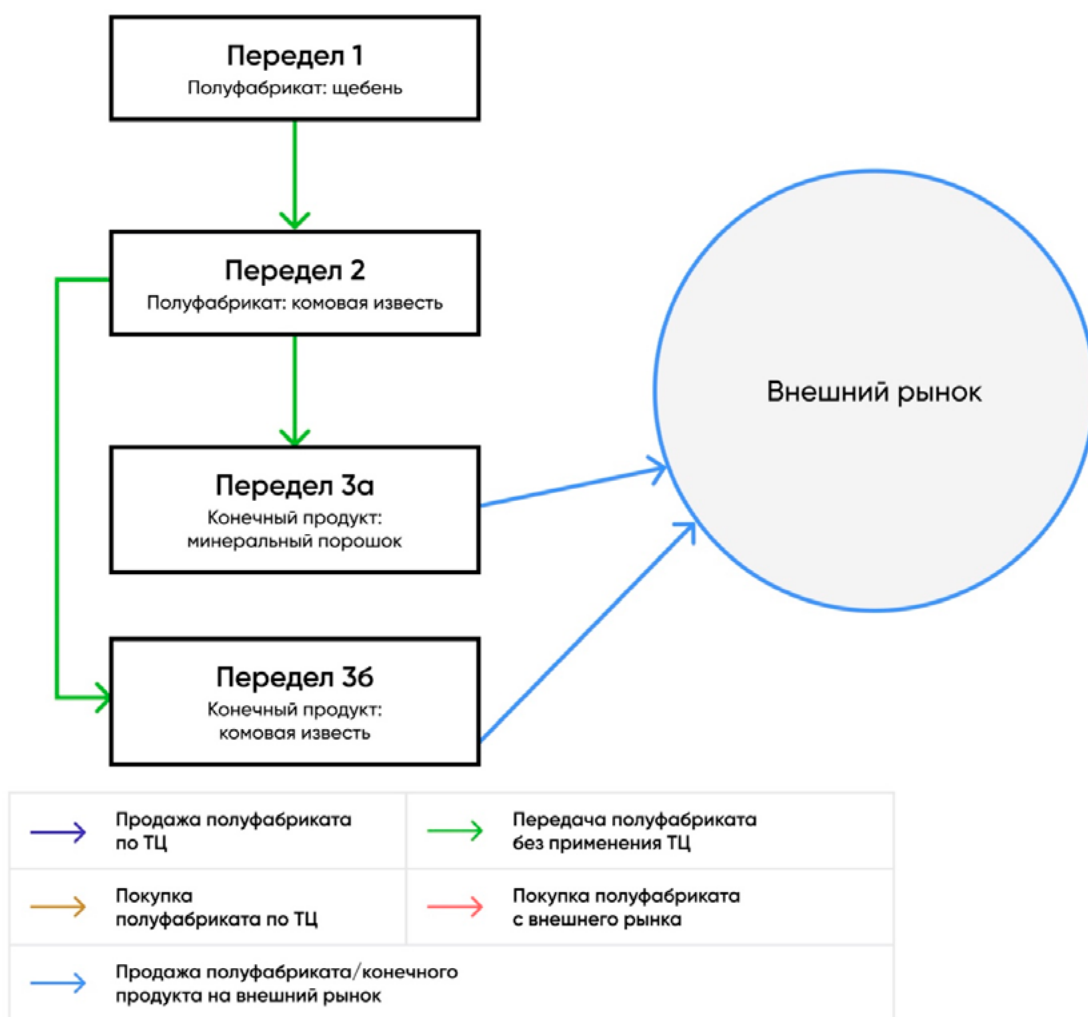 Передел 1
Полуфабрикат: щебень
Передел 2
Полуфабрикат: комовая известь
Внешний рынок
Передел 3а
Конечный продукт:
минеральный порошок
Передел 3б
Конечный продукт:
комовая известь
Продажа полуфабриката
по ТЦ
Передача полуфабриката
без применения ТЦ
Покупка
полуфабриката по ТЦ
Покупка полуфабриката
с внешнего рынка
Продажа полуфабриката/конечного
продукта на внешний рынок